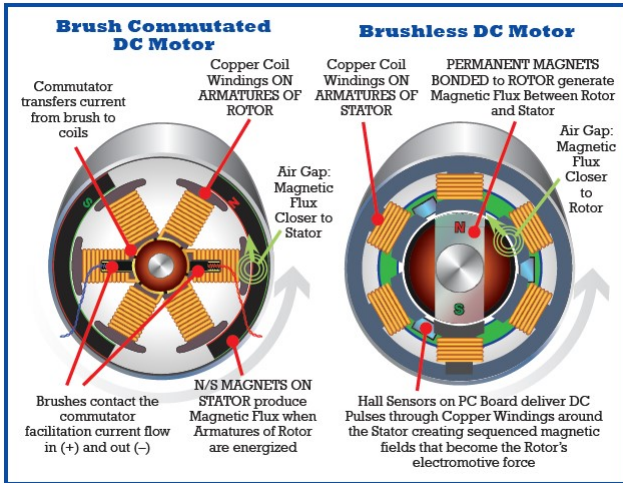 Brush Commutated
DC Motor
Commutator
transfers current
from brush to
coils
Copper Coil
Windings ON
ARMATURES OF
ROTOR
Air Gap:
Magnetic
Flux
Closer to
Stator
S
N
Brushes contact the
commutator
facilitation current flow
in (+) and out (–)
N/S MAGNETS ON
STATOR produce
Magnetic Flux when
Armatures of Rotor
are energized
Brushless DC Motor
Copper Coil
Windings ON
ARMATURES OF
STATOR
PERMANENT MAGNETS
BONDED to ROTOR generate
Magnetic Flux Between Rotor
and Stator
Air Gap:
Magnetic
Flux
Closer
to
Rotor
N
S
Hall Sensors on PC Board deliver DC
Pulses through Copper Windings around
the Stator creating sequenced magnetic
fields that become the Rotor's
electromotive force